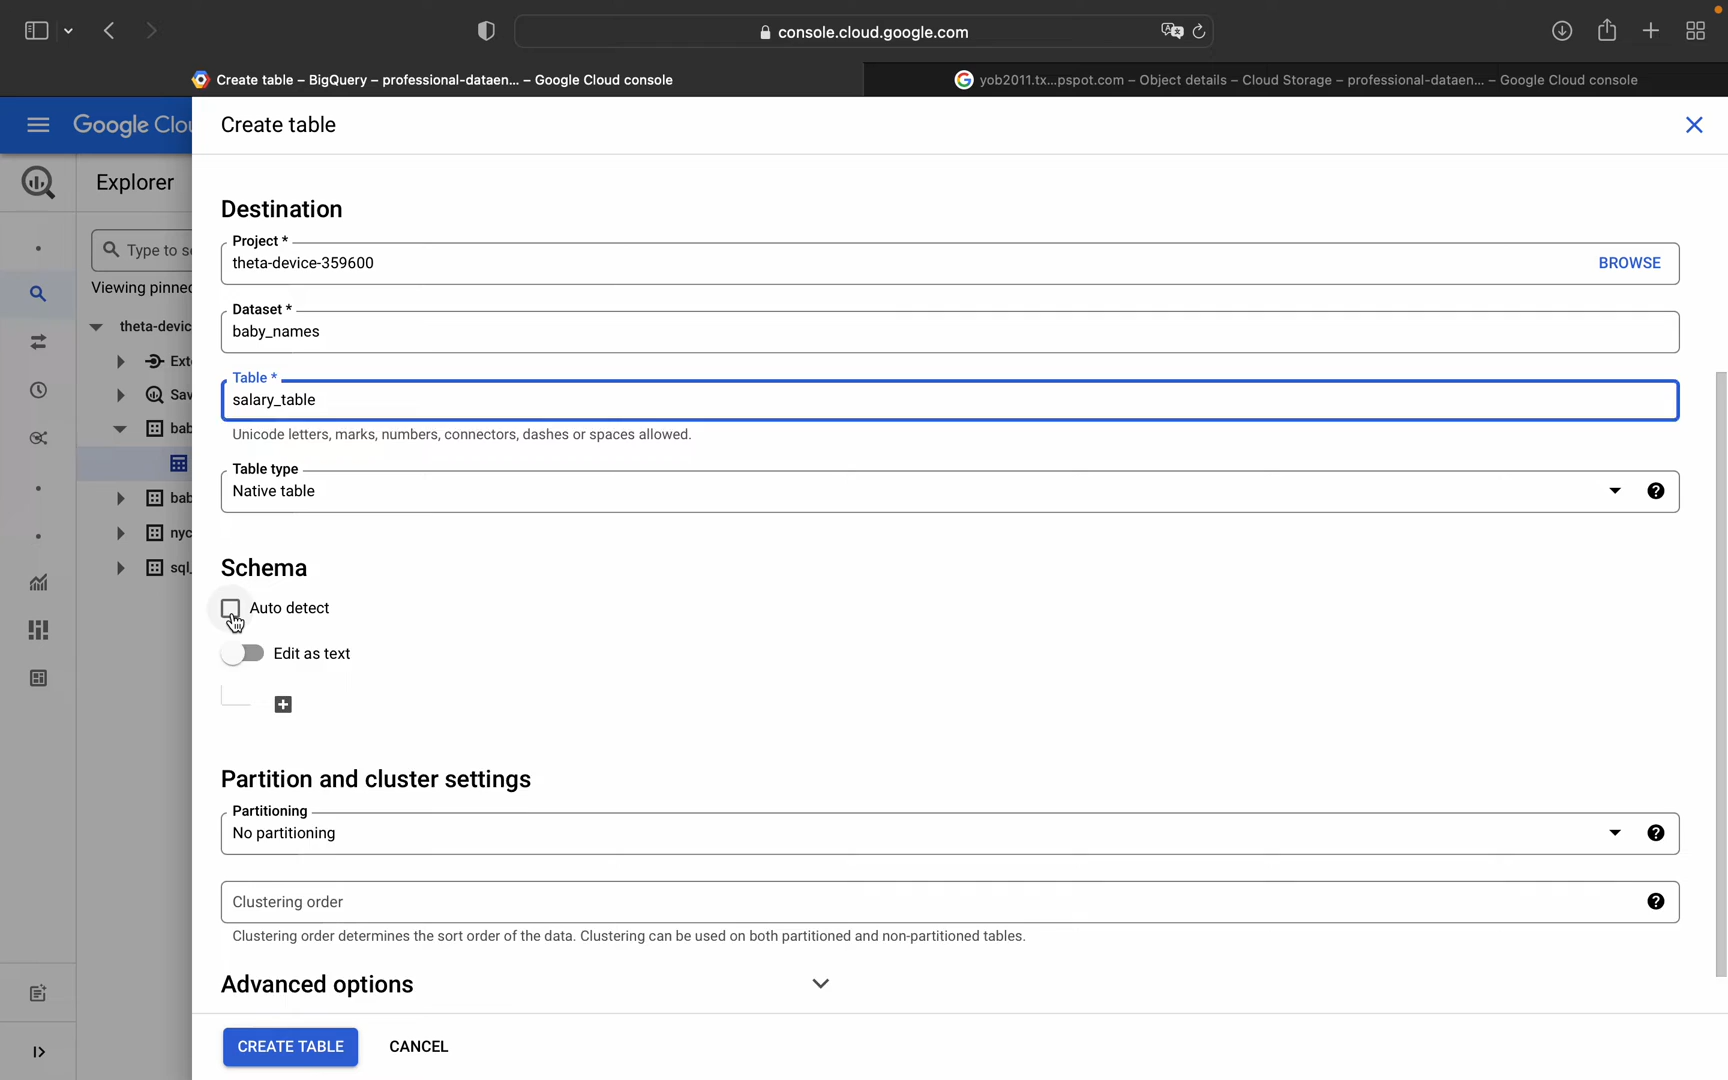 console.cloud.google.com
Create table – BigQuery – professional-dataen... – Google Cloud console
yob2011.tx...pspot.com – Object details – Cloud Storage – professional-dataen... – Google Cloud console
Google Clou
Create table
Explorer
Type to se
Viewing pinned
theta-devic
Ext
Sav
bab
bab
nyc
sql_
Destination
Project *
theta-device-359600
BROWSE
Dataset *
baby_names
Table *
salary_table
Unicode letters, marks, numbers, connectors, dashes or spaces allowed.
Table type
Native table
Schema
Auto detect
Edit as text
Partition and cluster settings
Partitioning
No partitioning
Clustering order
Clustering order determines the sort order of the data. Clustering can be used on both partitioned and non-partitioned tables.
Advanced options
CREATE TABLE
CANCEL